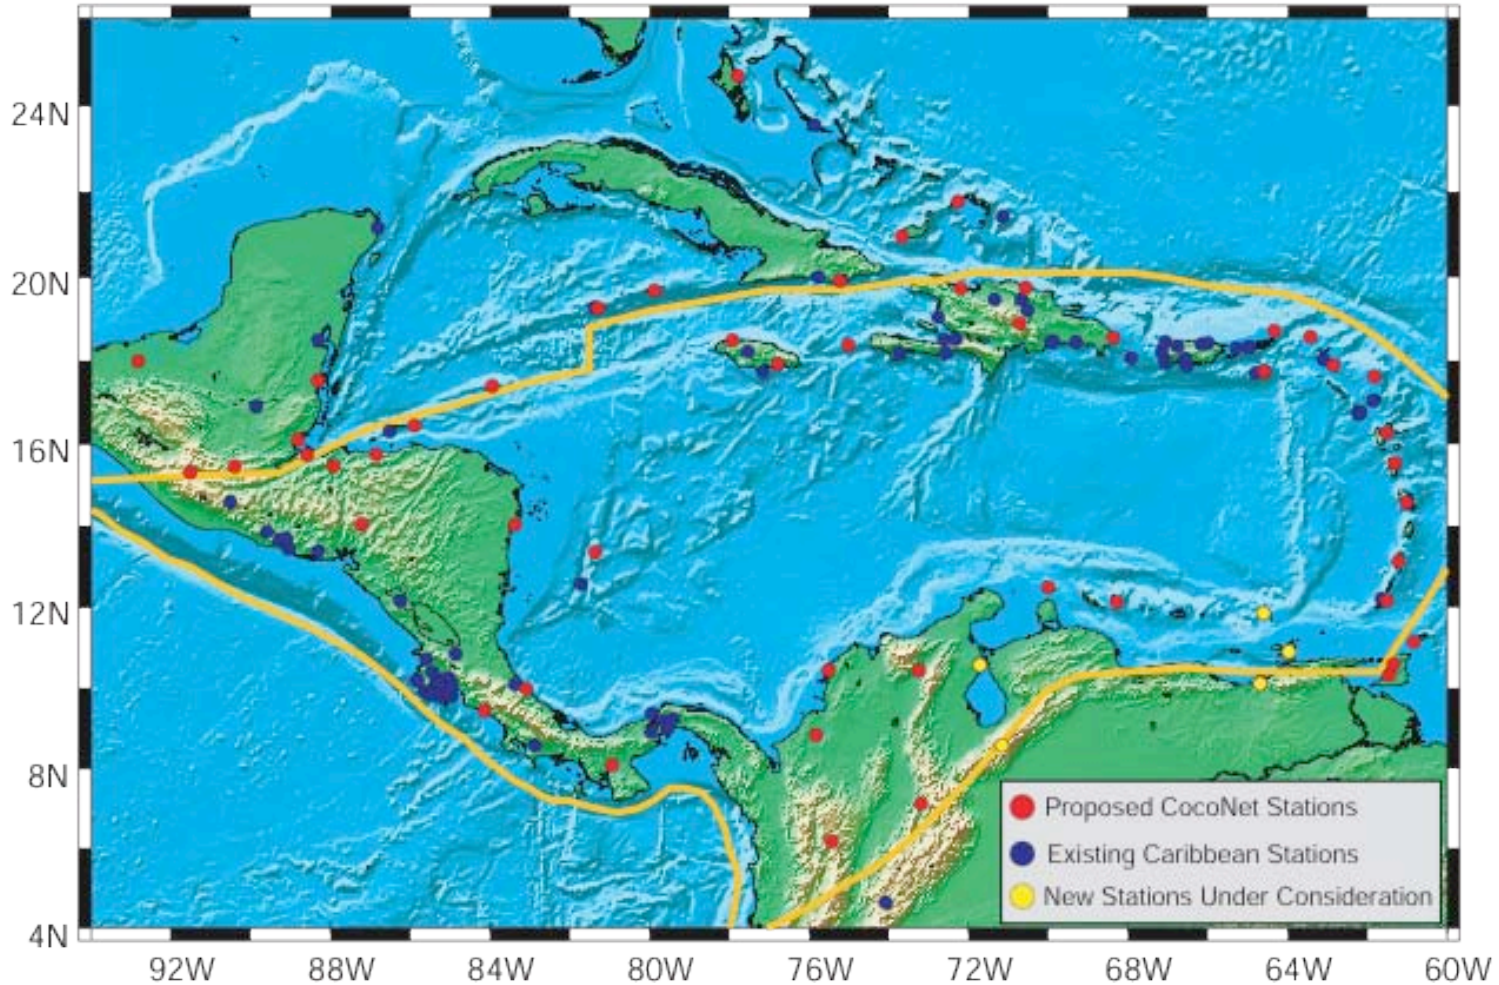 24N
20N
16N
12N
8N
4N
Proposed CocoNet Stations
Existing Caribbean Stations
New Stations Under Consideration
92W 88W 84W 80W 76W 72W 68W 64W 60W